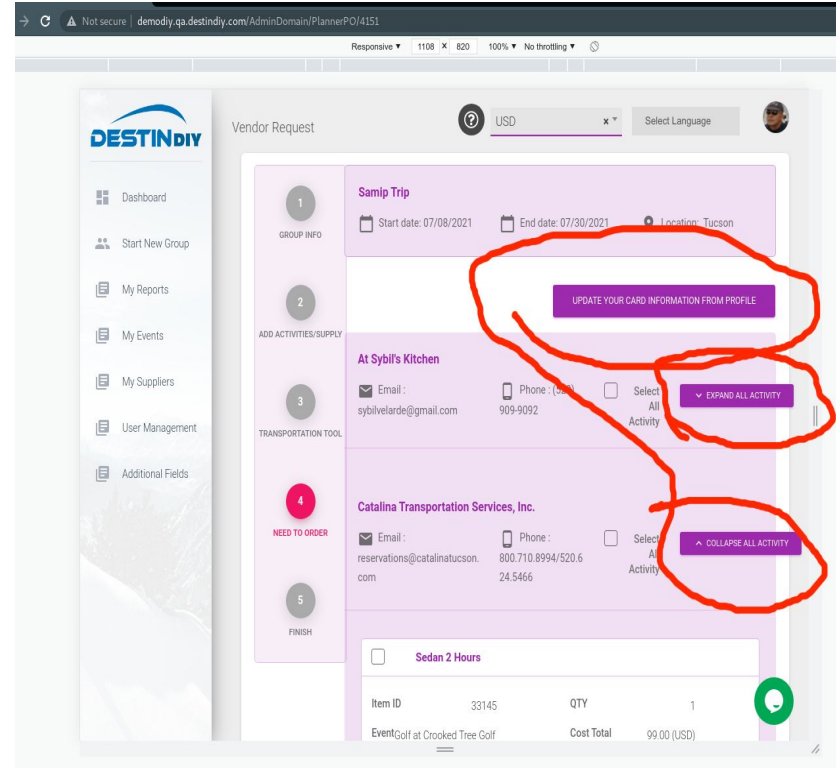 Not secure demodiy.qa.destindiy.com/AdminDomain/PlannerPO/4151
Responsive ▼ 1108 x 820 100% ▼ No throttling ▼
DESTINDIY
Vendor Request
?
USD x
Select Language
Dashboard
Start New Group
My Reports
My Events
My Suppliers
User Management
Additional Fields
1
GROUP INFO
2
ADD ACTIVITIES/SUPPLY
3
TRANSPORTATION TOOL
4
NEED TO ORDER
5
FINISH
Samip Trip
Start date: 07/08/2021 End date: 07/30/2021 Location: Tucson
UPDATE YOUR CARD INFORMATION FROM PROFILE
At Sybil's Kitchen
Email : Phone : (520) Select
sybilvelarde@gmail.com 909-9092 All
Activity
EXPAND ALL ACTIVITY
Catalina Transportation Services, Inc.
Email : Phone : Select
reservations@catalinatucson. 800.710.8994/520.6 All
com 24.5466 Activity
COLLAPSE ALL ACTIVITY
Sedan 2 Hours
Item ID 33145 QTY 1
Event Golf at Crooked Tree Golf Cost Total 99.00 (USD)